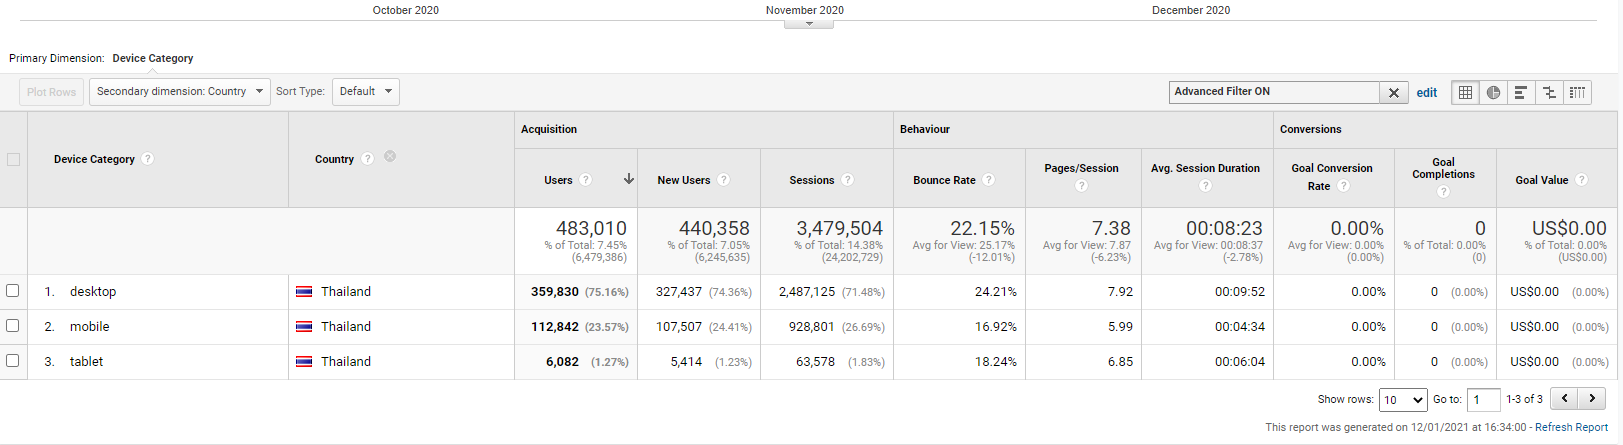 October 2020 November 2020 December 2020
Primary Dimension: Device Category
Plot Rows Secondary dimension: Country Sort Type: Default Advanced Filter ON edit
Acquisition Behaviour Conversions
Device Category ? Country ? Users ? New Users ? Sessions ? Bounce Rate ? Pages/Session ? Avg. Session Duration ? Goal Conversion Rate ? Goal Completions ? Goal Value ?
483,010 440,358 3,479,504 22.15% 7.38 00:08:23 0.00% 0 US$0.00
% of Total: 7.45% % of Total: 7.05% % of Total: 14.38% Avg for View: 25.17% Avg for View: 7.87 Avg for View: 00:08:37 Avg for View: 0.00% % of Total: 0.00% % of Total: 0.00%
(6,479,386) (6,245,635) (24,202,729) (-12.01%) (-6.23%) (-2.78%) (0.00%) (0) (US$0.00)
1. desktop Thailand 359,830 (75.16%) 327,437 (74.36%) 2,487,125 (71.48%) 24.21% 7.92 00:09:52 0.00% 0 (0.00%) US$0.00 (0.00%)
2. mobile Thailand 112,842 (23.57%) 107,507 (24.41%) 928,801 (26.69%) 16.92% 5.99 00:04:34 0.00% 0 (0.00%) US$0.00 (0.00%)
3. tablet Thailand 6,082 (1.27%) 5,414 (1.23%) 63,578 (1.83%) 18.24% 6.85 00:06:04 0.00% 0 (0.00%) US$0.00 (0.00%)
Show rows: 10 Go to: 1 1-3 of 3
This report was generated on 12/01/2021 at 16:34:00 - Refresh Report